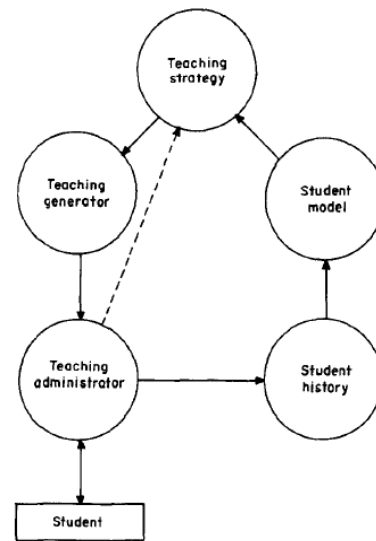 Teaching
strategy
Teaching
generator
Student
model
Teaching
administrator
Student
history
Student